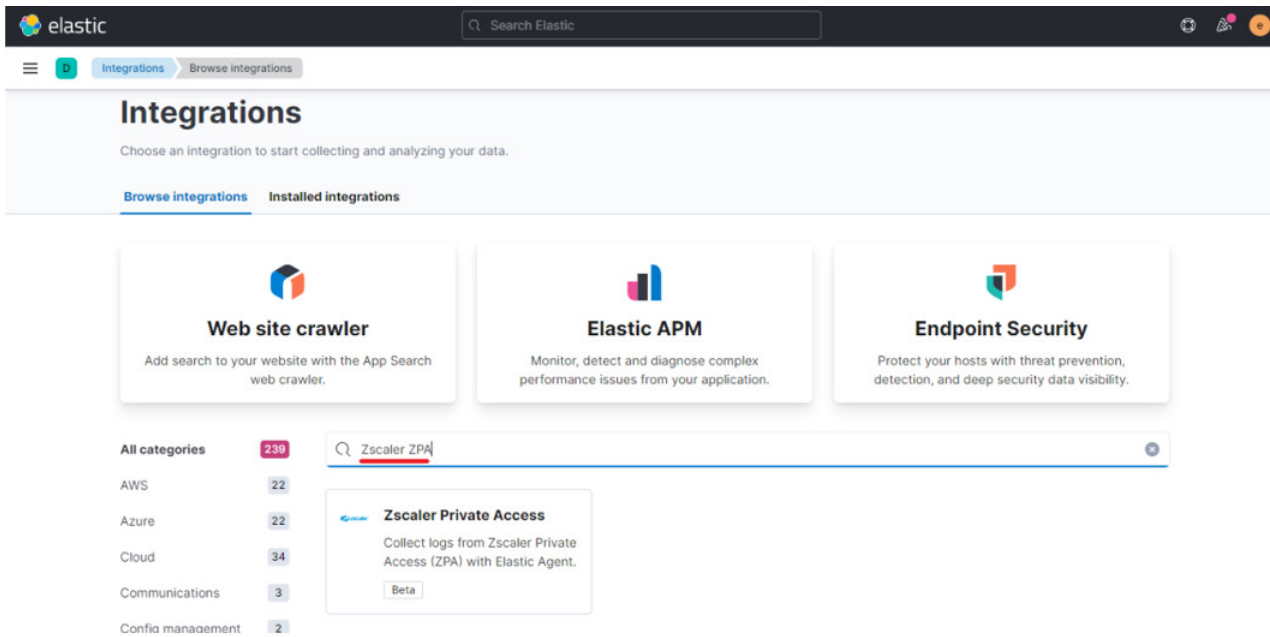 elastic
Search Elastic
e
D
Integrations
Browse integrations
Integrations
Choose an integration to start collecting and analyzing your data.
Browse integrations
Installed integrations
Web site crawler
Add search to your website with the App Search
web crawler.
Elastic APM
Monitor, detect and diagnose complex
performance issues from your application.
Endpoint Security
Protect your hosts with threat prevention,
detection, and deep security data visibility.
All categories 239
AWS 22
Azure 22
Cloud 34
Communications 3
Config management 2
Zscaler ZPA
zscaler
Zscaler Private Access
Collect logs from Zscaler Private
Access (ZPA) with Elastic Agent.
Beta